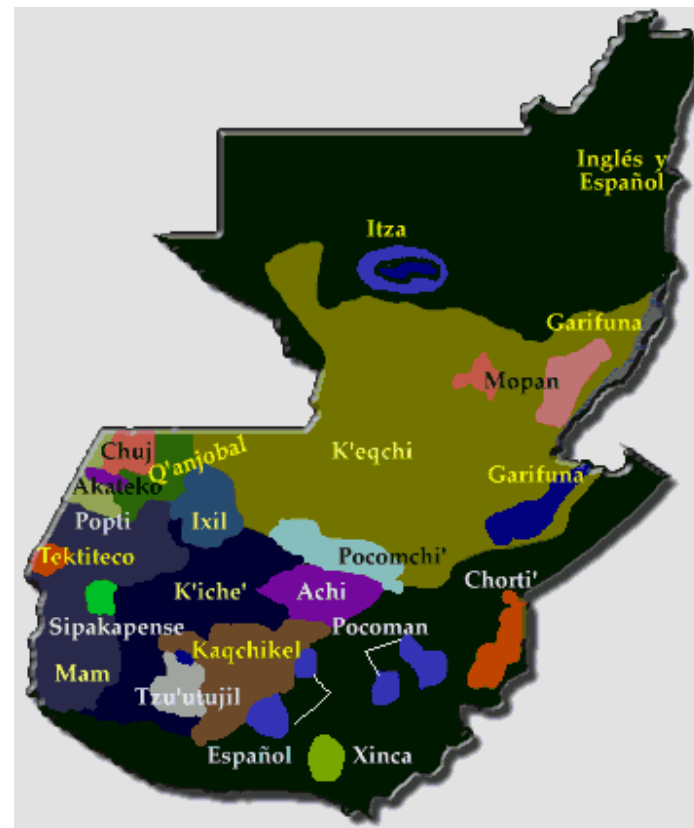 Inglés y
Español
Itza
Garifuna
Mopan
Chuj
Q'anjobal
K'eqchi
Akateko
Garifuna
Popti
Ixil
Tektiteco
Pocomchi'
Chorti'
K'iche'
Achi
Sipakapense
Pocoman
Kaqchikel
Mam
Tzu'utujil
Español
Xinca